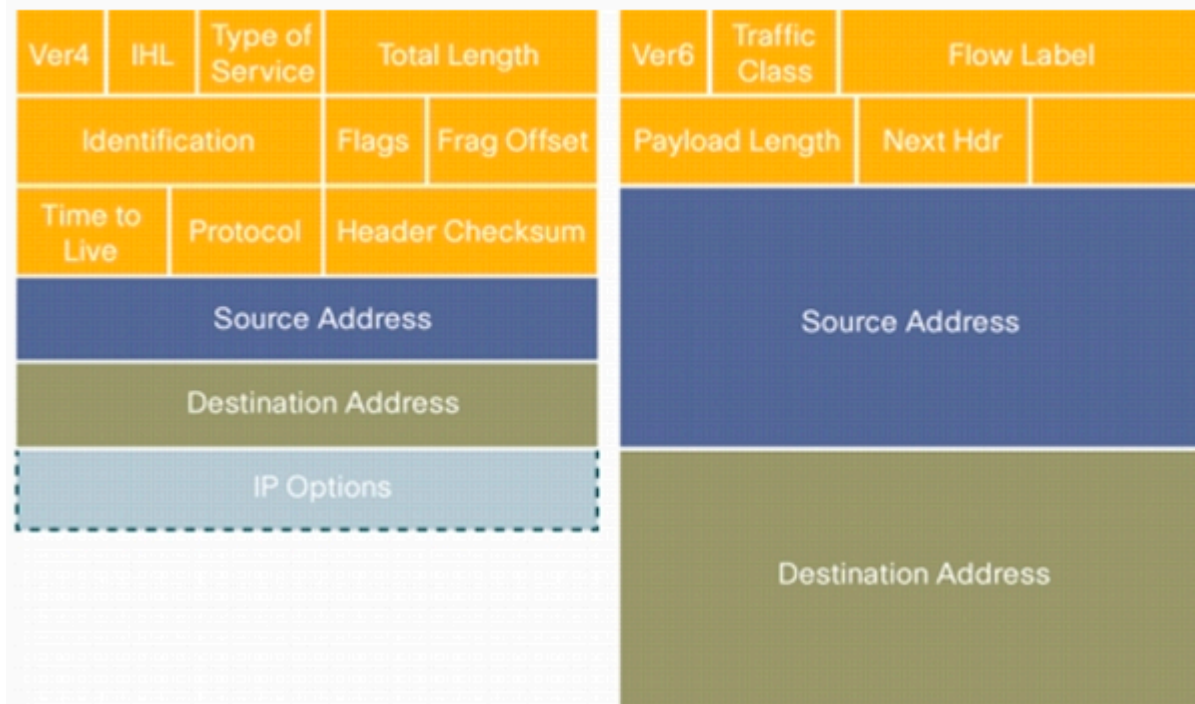 Ver4 IHL Type of Service Total Length
Identification Flags Frag Offset
Time to Live Protocol Header Checksum
Source Address
Destination Address
IP Options
Ver6 Traffic Class Flow Label
Payload Length Next Hdr
Source Address
Destination Address